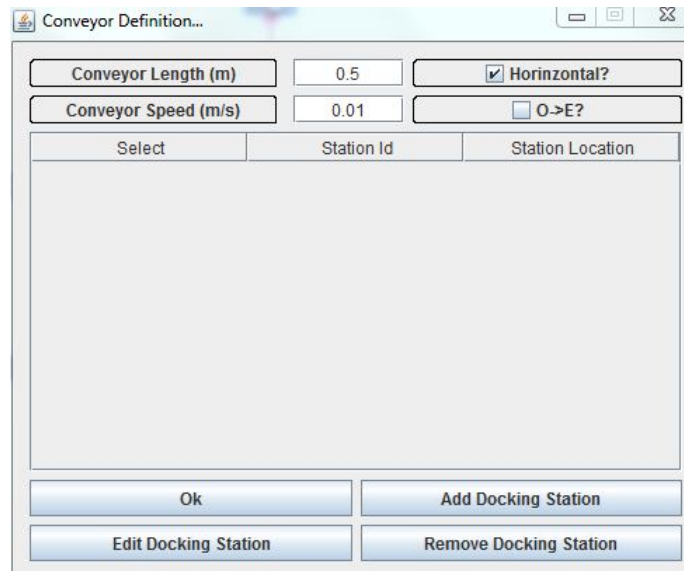 Conveyor Definition...
Conveyor Length (m) 0.5 Horinzontal?
Conveyor Speed (m/s) 0.01 O->E?
Select Station Id Station Location
Ok Add Docking Station
Edit Docking Station Remove Docking Station